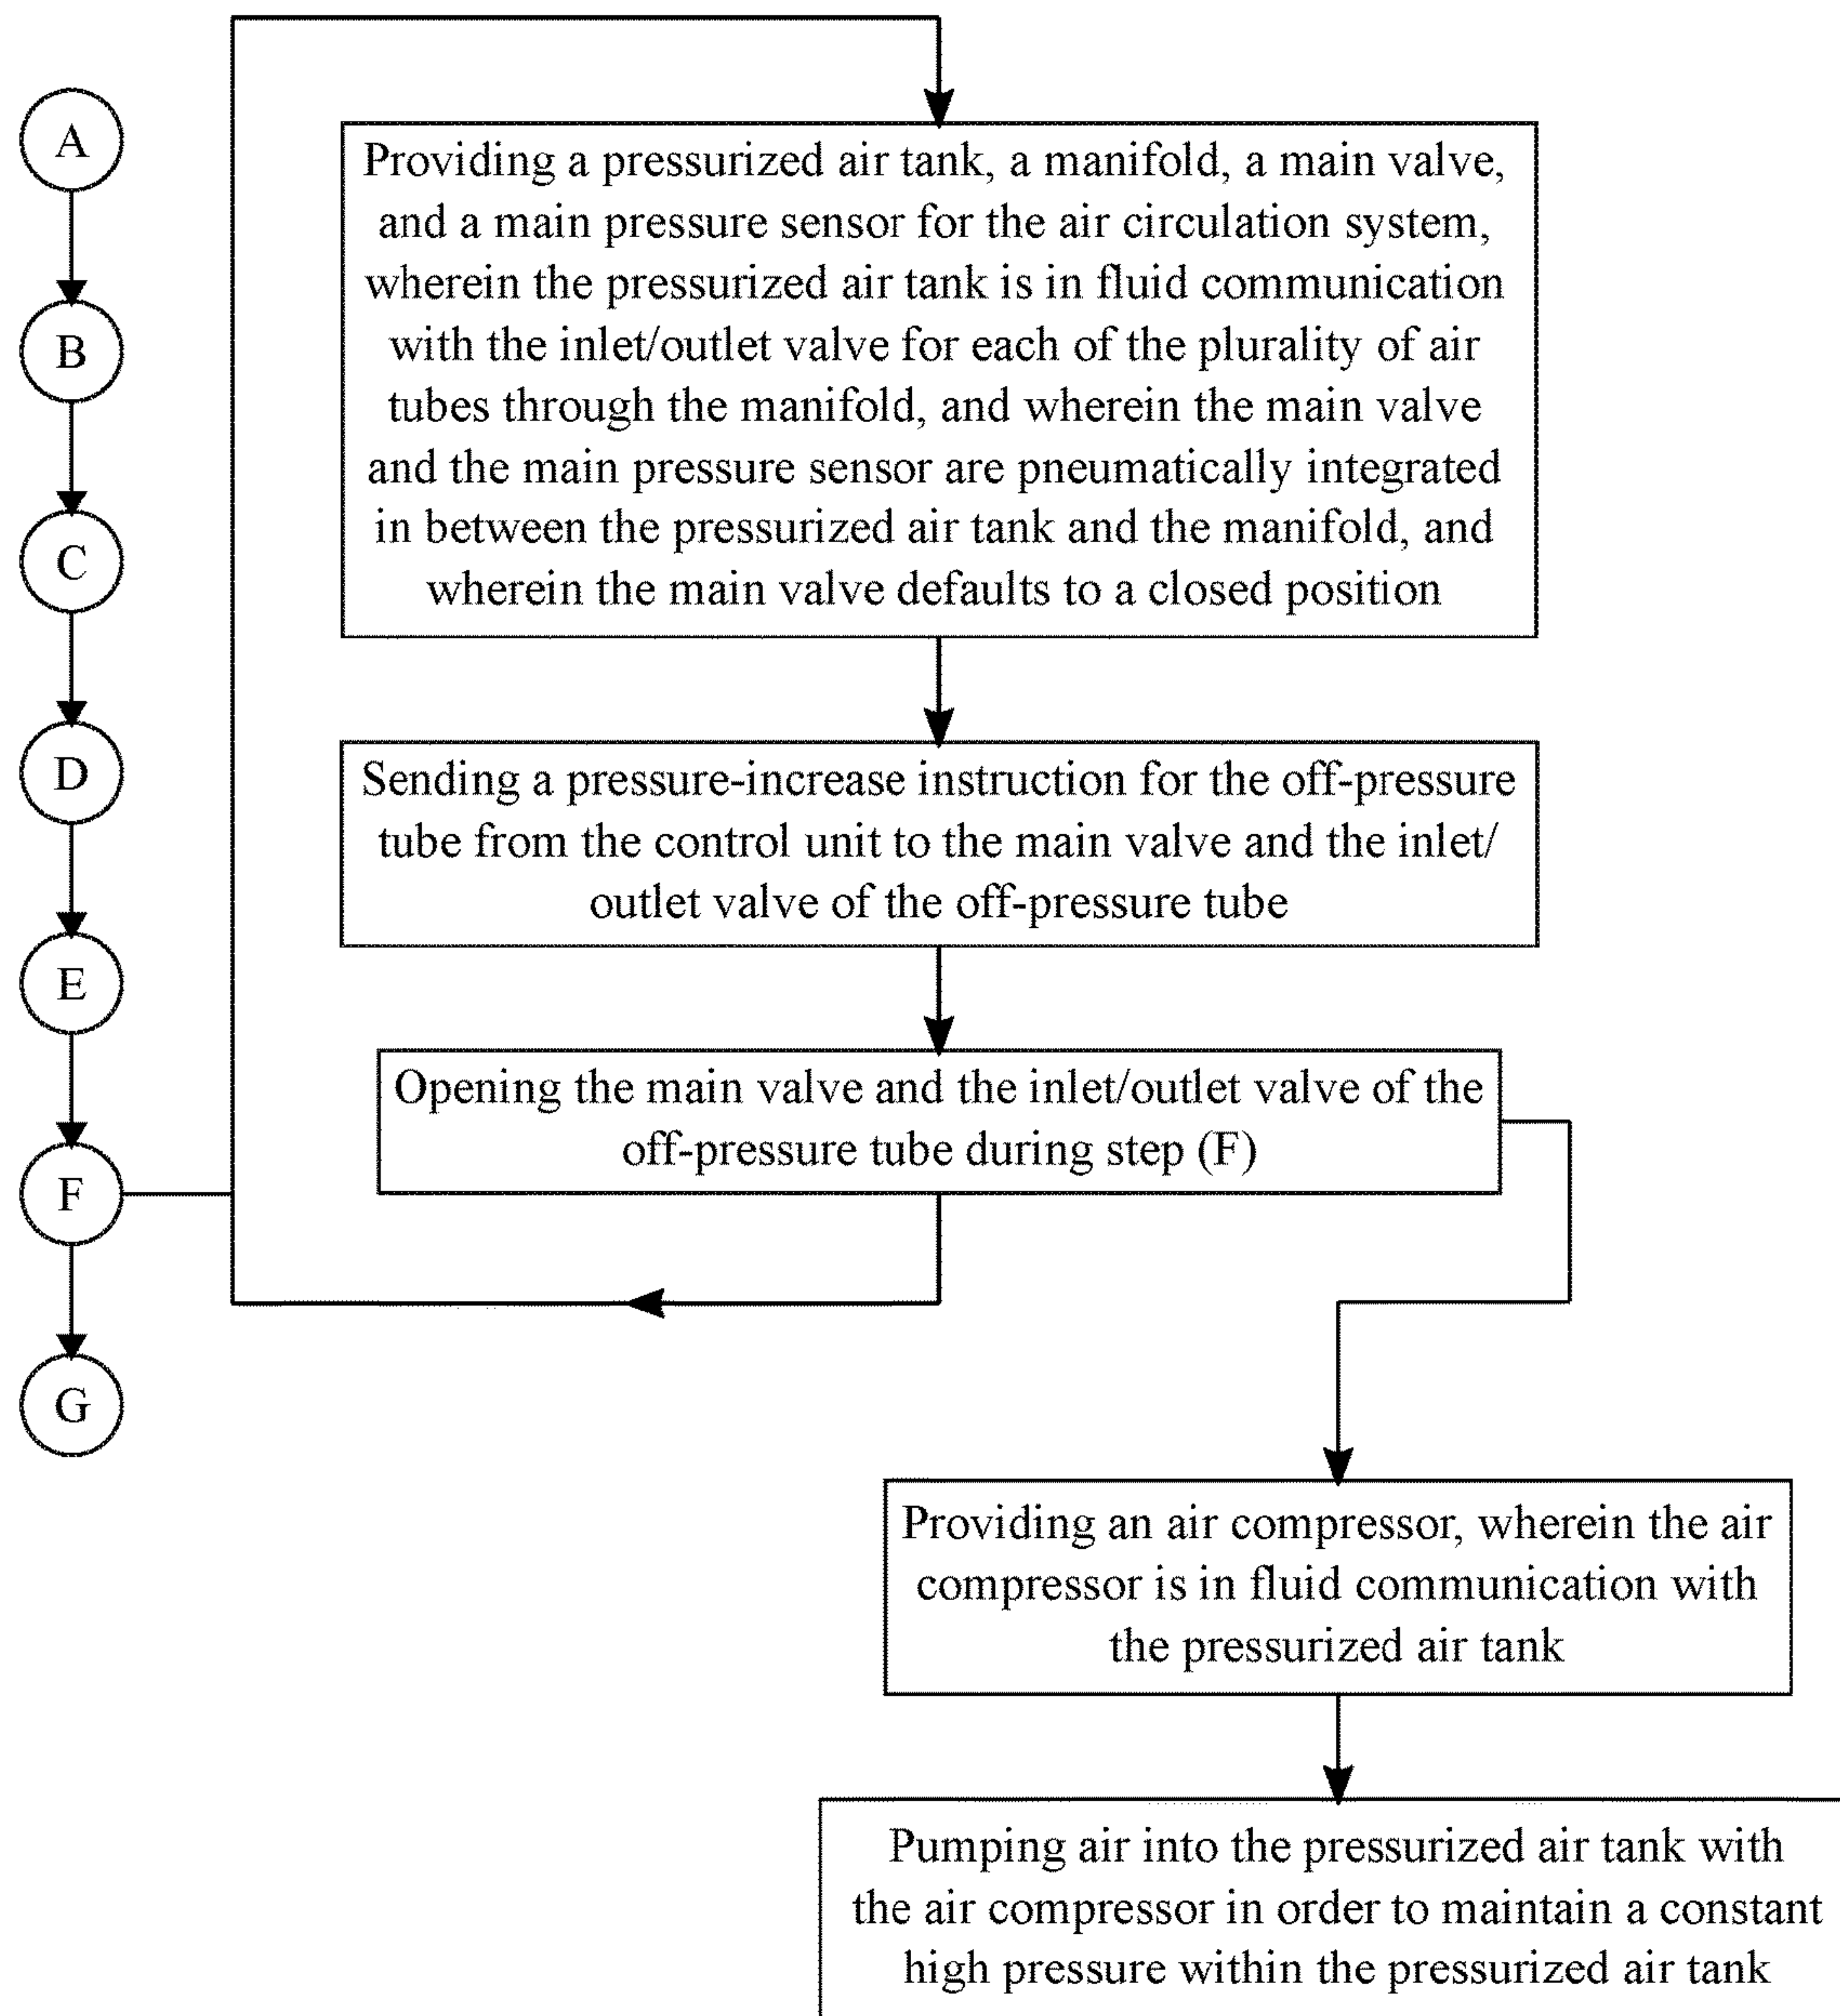 A
B
C
D
E
F
G
Providing a pressurized air tank, a manifold, a main valve,
and a main pressure sensor for the air circulation system,
wherein the pressurized air tank is in fluid communication
with the inlet/outlet valve for each of the plurality of air
tubes through the manifold, and wherein the main valve
and the main pressure sensor are pneumatically integrated
in between the pressurized air tank and the manifold, and
wherein the main valve defaults to a closed position
Sending a pressure-increase instruction for the off-pressure
tube from the control unit to the main valve and the inlet/
outlet valve of the off-pressure tube
Opening the main valve and the inlet/outlet valve of the
off-pressure tube during step (F)
Providing an air compressor, wherein the air
compressor is in fluid communication with
the pressurized air tank
Pumping air into the pressurized air tank with
the air compressor in order to maintain a constant
high pressure within the pressurized air tank